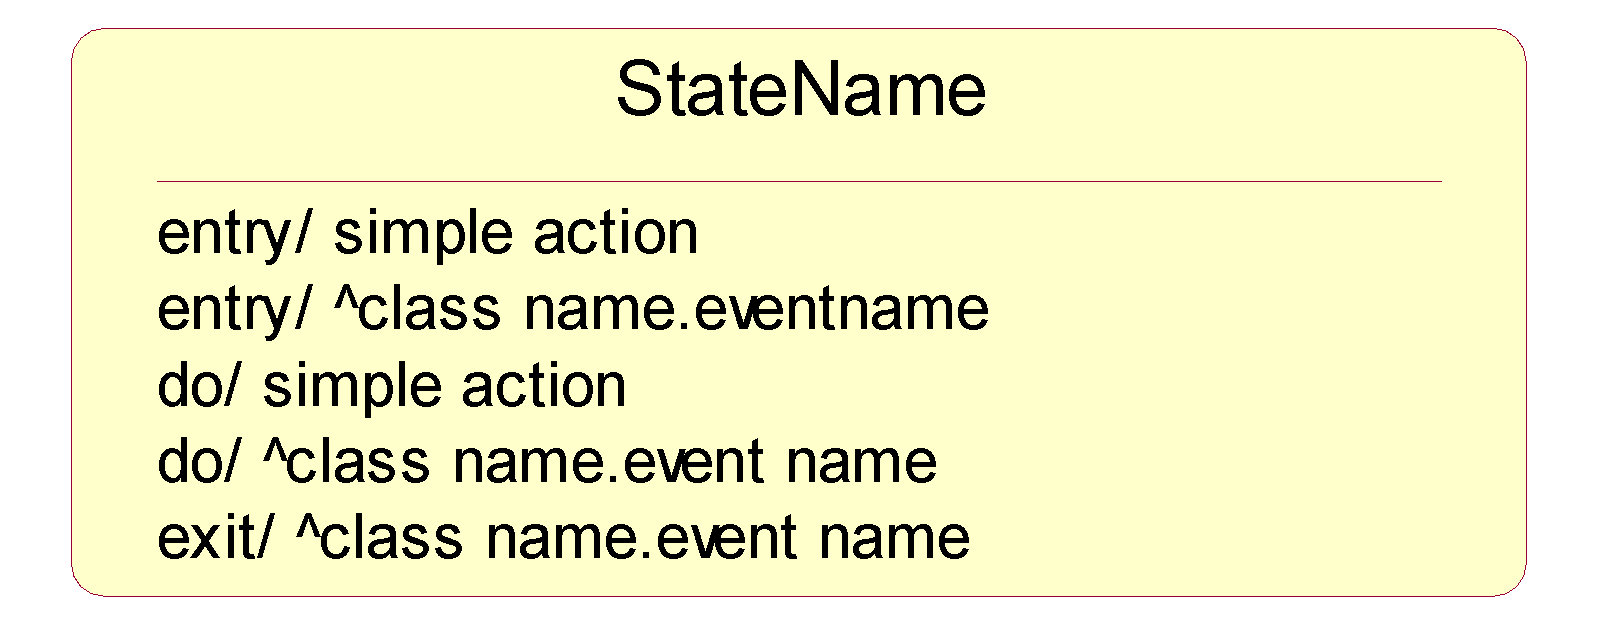 StateName
entry/ simple action
entry/ ^class name.eventname
do/ simple action
do/ ^class name.event name
exit/ ^class name.event name